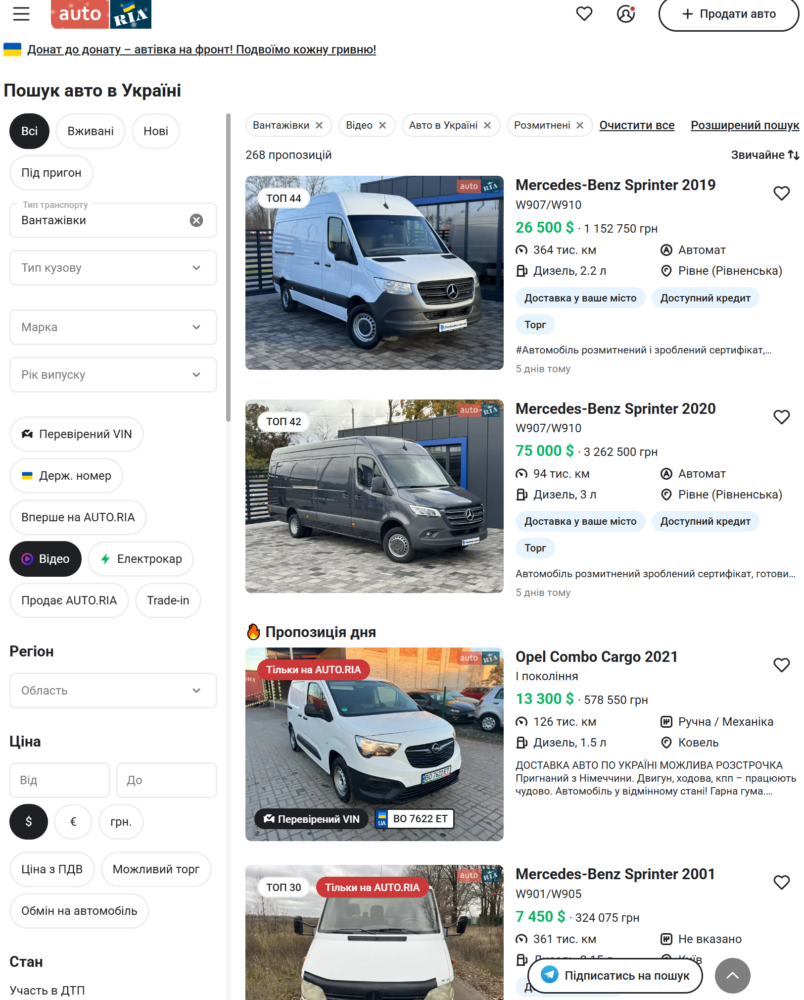 auto RIA
Продати авто
Донат до донату – автівка на фронт! Подвоїмо кожну гривню!
Пошук авто в Україні
Всі
Вживані
Нові
Під пригон
Тип транспорту
Вантажівки
Тип кузову
Марка
Рік випуску
Перевірений VIN
Держ. номер
Вперше на AUTO.RIA
Відео
Електрокар
Продає AUTO.RIA
Trade-in
Регіон
Область
Ціна
Від
До
$
€
грн.
Ціна з ПДВ
Можливий торг
Обмін на автомобіль
Стан
Участь в ДТП
Вантажівки
Відео
Авто в Україні
Розмитнені
Очистити все
Розширений пошук
268 пропозицій
Звичайне
ТОП 44
auto RIA
freshauto.com.ua
Mercedes-Benz Sprinter 2019
W907/W910
26 500 $ · 1 152 750 грн
364 тис. км
Автомат
Дизель, 2.2 л
Рівне (Рівненська)
Доставка у ваше місто
Доступний кредит
Торг
#Автомобіль розмитнений і зроблений сертифікат,...
5 днів тому
ТОП 42
auto RIA
freshauto.com.ua
Mercedes-Benz Sprinter 2020
W907/W910
75 000 $ · 3 262 500 грн
94 тис. км
Автомат
Дизель, 3 л
Рівне (Рівненська)
Доставка у ваше місто
Доступний кредит
Торг
Автомобіль розмитнений зроблений сертифікат, готови...
5 днів тому
Пропозиція дня
Тільки на AUTO.RIA
auto RIA
BO 7622 ET
Перевірений VIN
UA BO 7622 ET
Opel Combo Cargo 2021
I покоління
13 300 $ · 578 550 грн
126 тис. км
Ручна / Механіка
Дизель, 1.5 л
Ковель
ДОСТАВКА АВТО ПО УКРАЇНІ МОЖЛИВА РОЗСТРОЧКА
Пригнаний з Німеччини. Двигун, ходова, кпп – працюють
чудово. Автомобіль у відмінному стані! Гарна гума....
ТОП 30
Тільки на AUTO.RIA
auto RIA
Mercedes-Benz Sprinter 2001
W901/W905
7 450 $ · 324 075 грн
361 тис. км
Не вказано
Підписатись на пошук